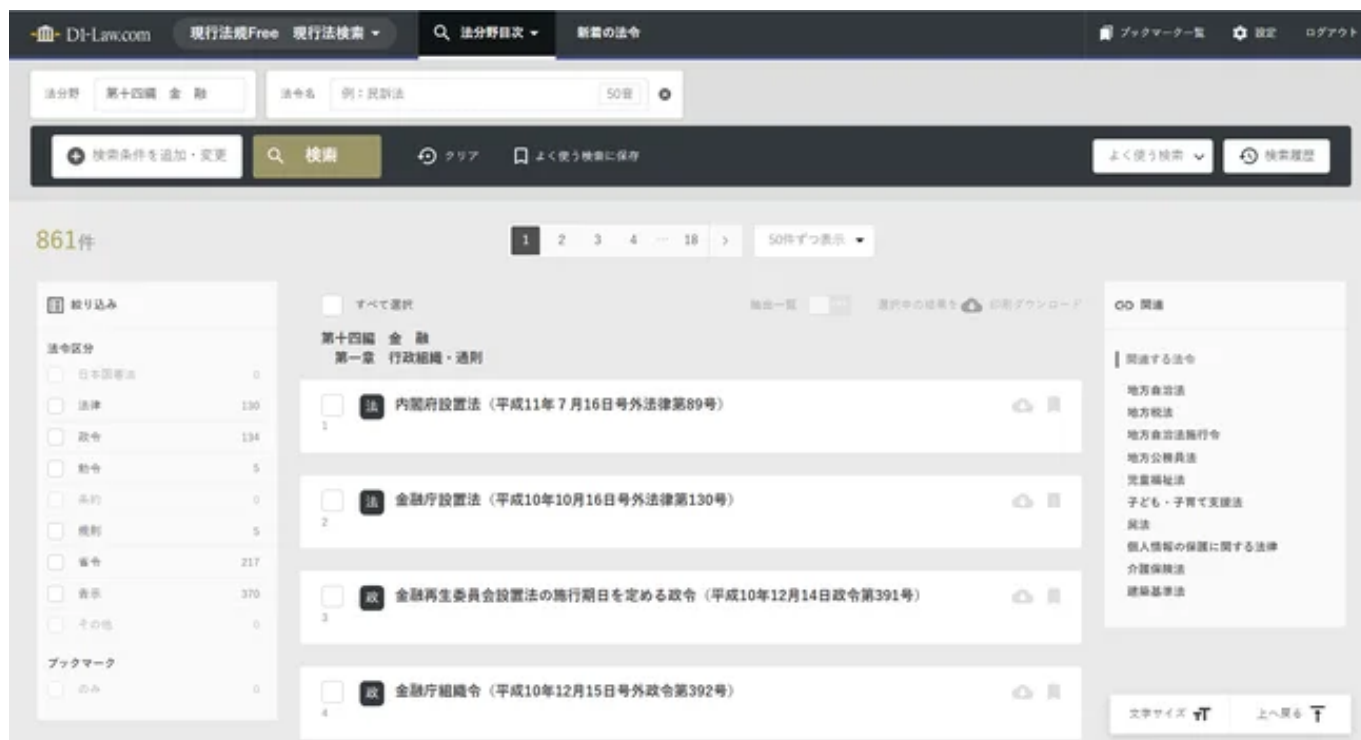 D1-Law.com 現行法規Free 現行法検索 法分野目次 新着の法令 ブックマーク一覧 設定 ログアウト
法分野 第十四編 金 融 法令名 例：民訴法 50音
検索条件を追加・変更 検索 クリア よく使う検索に保存 よく使う検索 検索履歴
861件 1 2 3 4 … 18 > 50件ずつ表示
絞り込み
法令区分
日本国憲法 0
法律 130
政令 134
勅令 5
条約 0
規則 5
省令 217
告示 370
その他 0
ブックマーク
のみ 0
すべて選択 抽出一覧 選択中の結果を 印刷ダウンロード
第十四編 金 融
第一章 行政組織・通則
法 内閣府設置法（平成11年７月16日号外法律第89号）
1
法 金融庁設置法（平成10年10月16日号外法律第130号）
2
政 金融再生委員会設置法の施行期日を定める政令（平成10年12月14日政令第391号）
3
政 金融庁組織令（平成10年12月15日号外政令第392号）
4
関連
関連する法令
地方自治法
地方税法
地方自治法施行令
地方公務員法
児童福祉法
子ども・子育て支援法
民法
個人情報の保護に関する法律
介護保険法
建築基準法
文字サイズ 上へ戻る